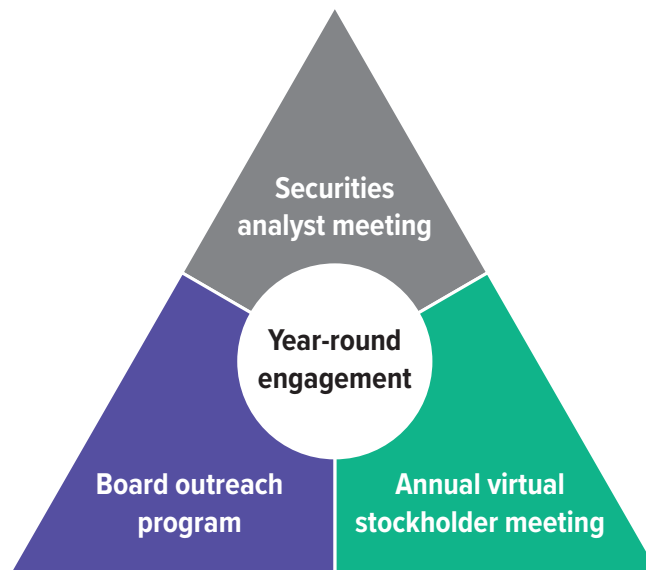 Securities
analyst meeting
Year-round
engagement
Board outreach
program
Annual virtual
stockholder meeting